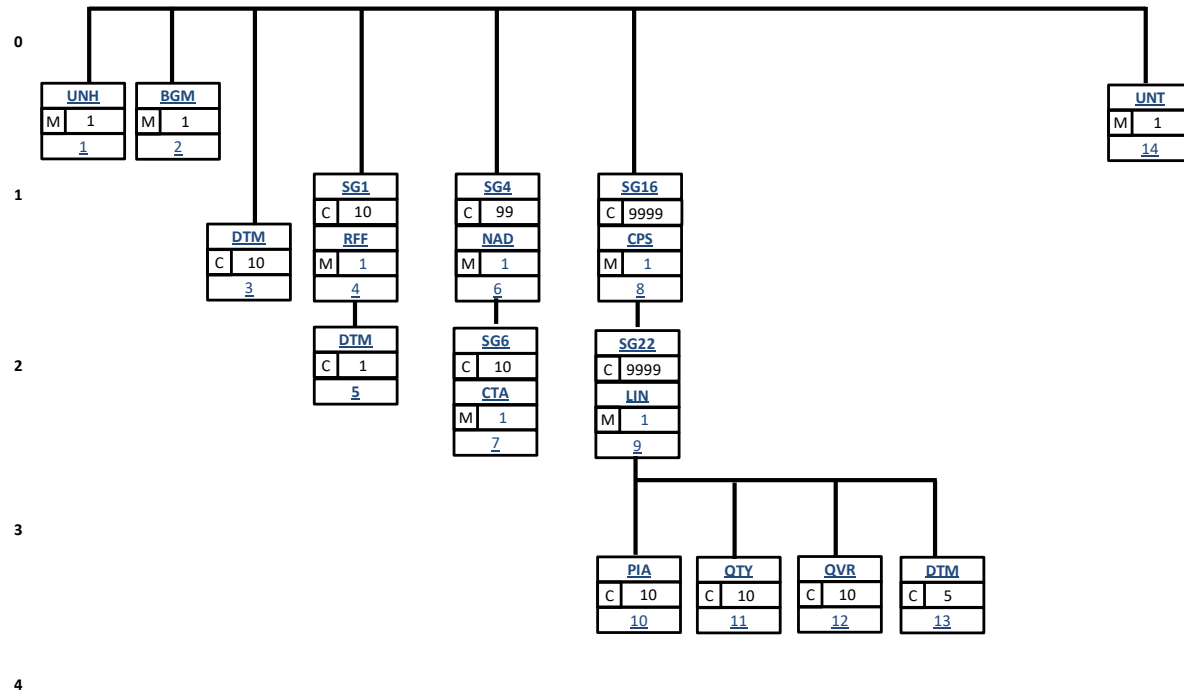 0
UNH
M 1
1
BGM
M 1
2
UNT
M 1
14
1
DTM
C 10
3
SG1
C 10
RFF
M 1
4
SG4
C 99
NAD
M 1
6
SG16
C 9999
CPS
M 1
8
2
DTM
C 1
5
SG6
C 10
CTA
M 1
7
SG22
C 9999
LIN
M 1
9
3
PIA
C 10
10
QTY
C 10
11
QVR
C 10
12
DTM
C 5
13
4